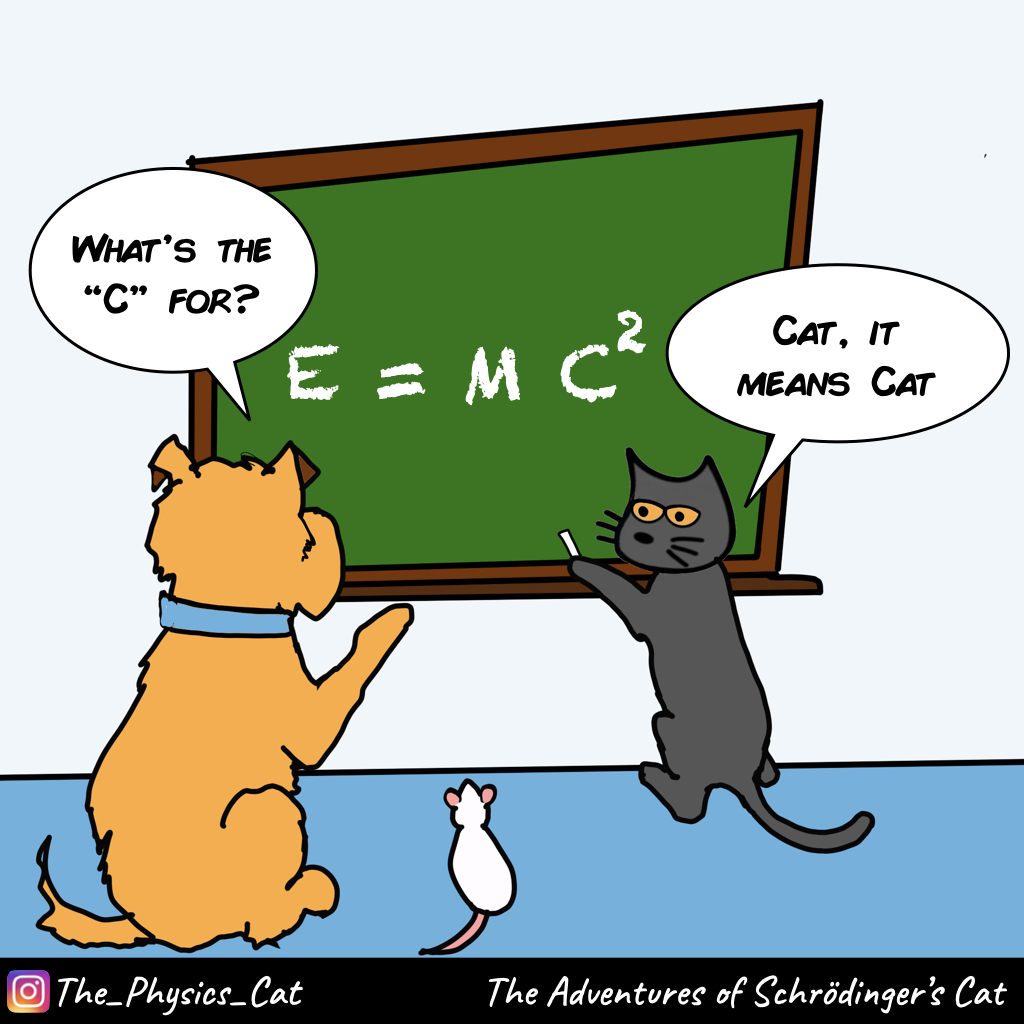 What's the
“C” for?
E = M C²
Cat, it
means Cat
The_Physics_Cat
The Adventures of Schrödinger's Cat